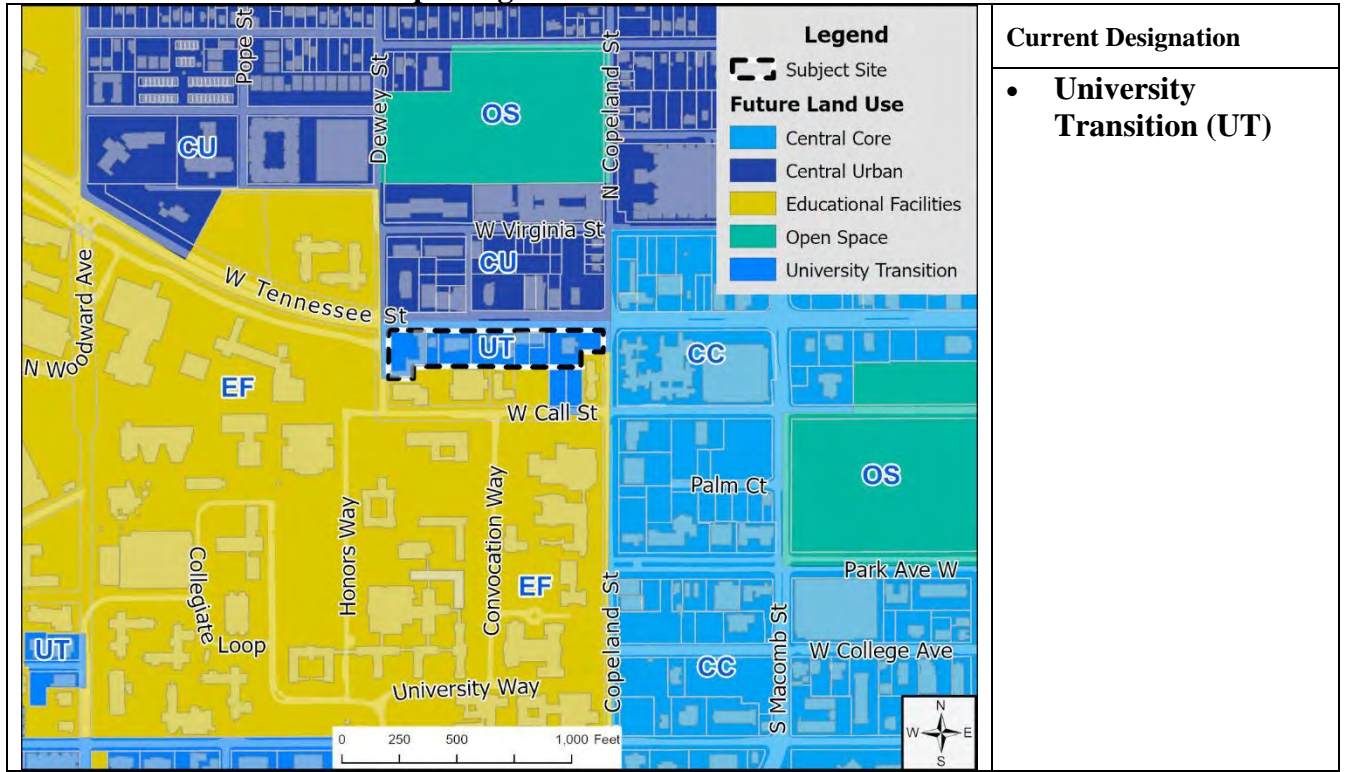 Legend
Subject Site
Future Land Use
Central Core
Central Urban
Educational Facilities
Open Space
University Transition
Pope St
Dewey St
N Copeland St
OS
CU
W Virginia St
CU
W Tennessee St
N Woodward Ave
UT
CC
EF
W Call St
OS
Palm Ct
Honors Way
Convocation Way
Collegiate Loop
EF
Park Ave W
Copeland St
S Macomb St
UT
W College Ave
CC
University Way
0 250 500 1,000 Feet
N
W E
S
Current Designation
• University
Transition (UT)